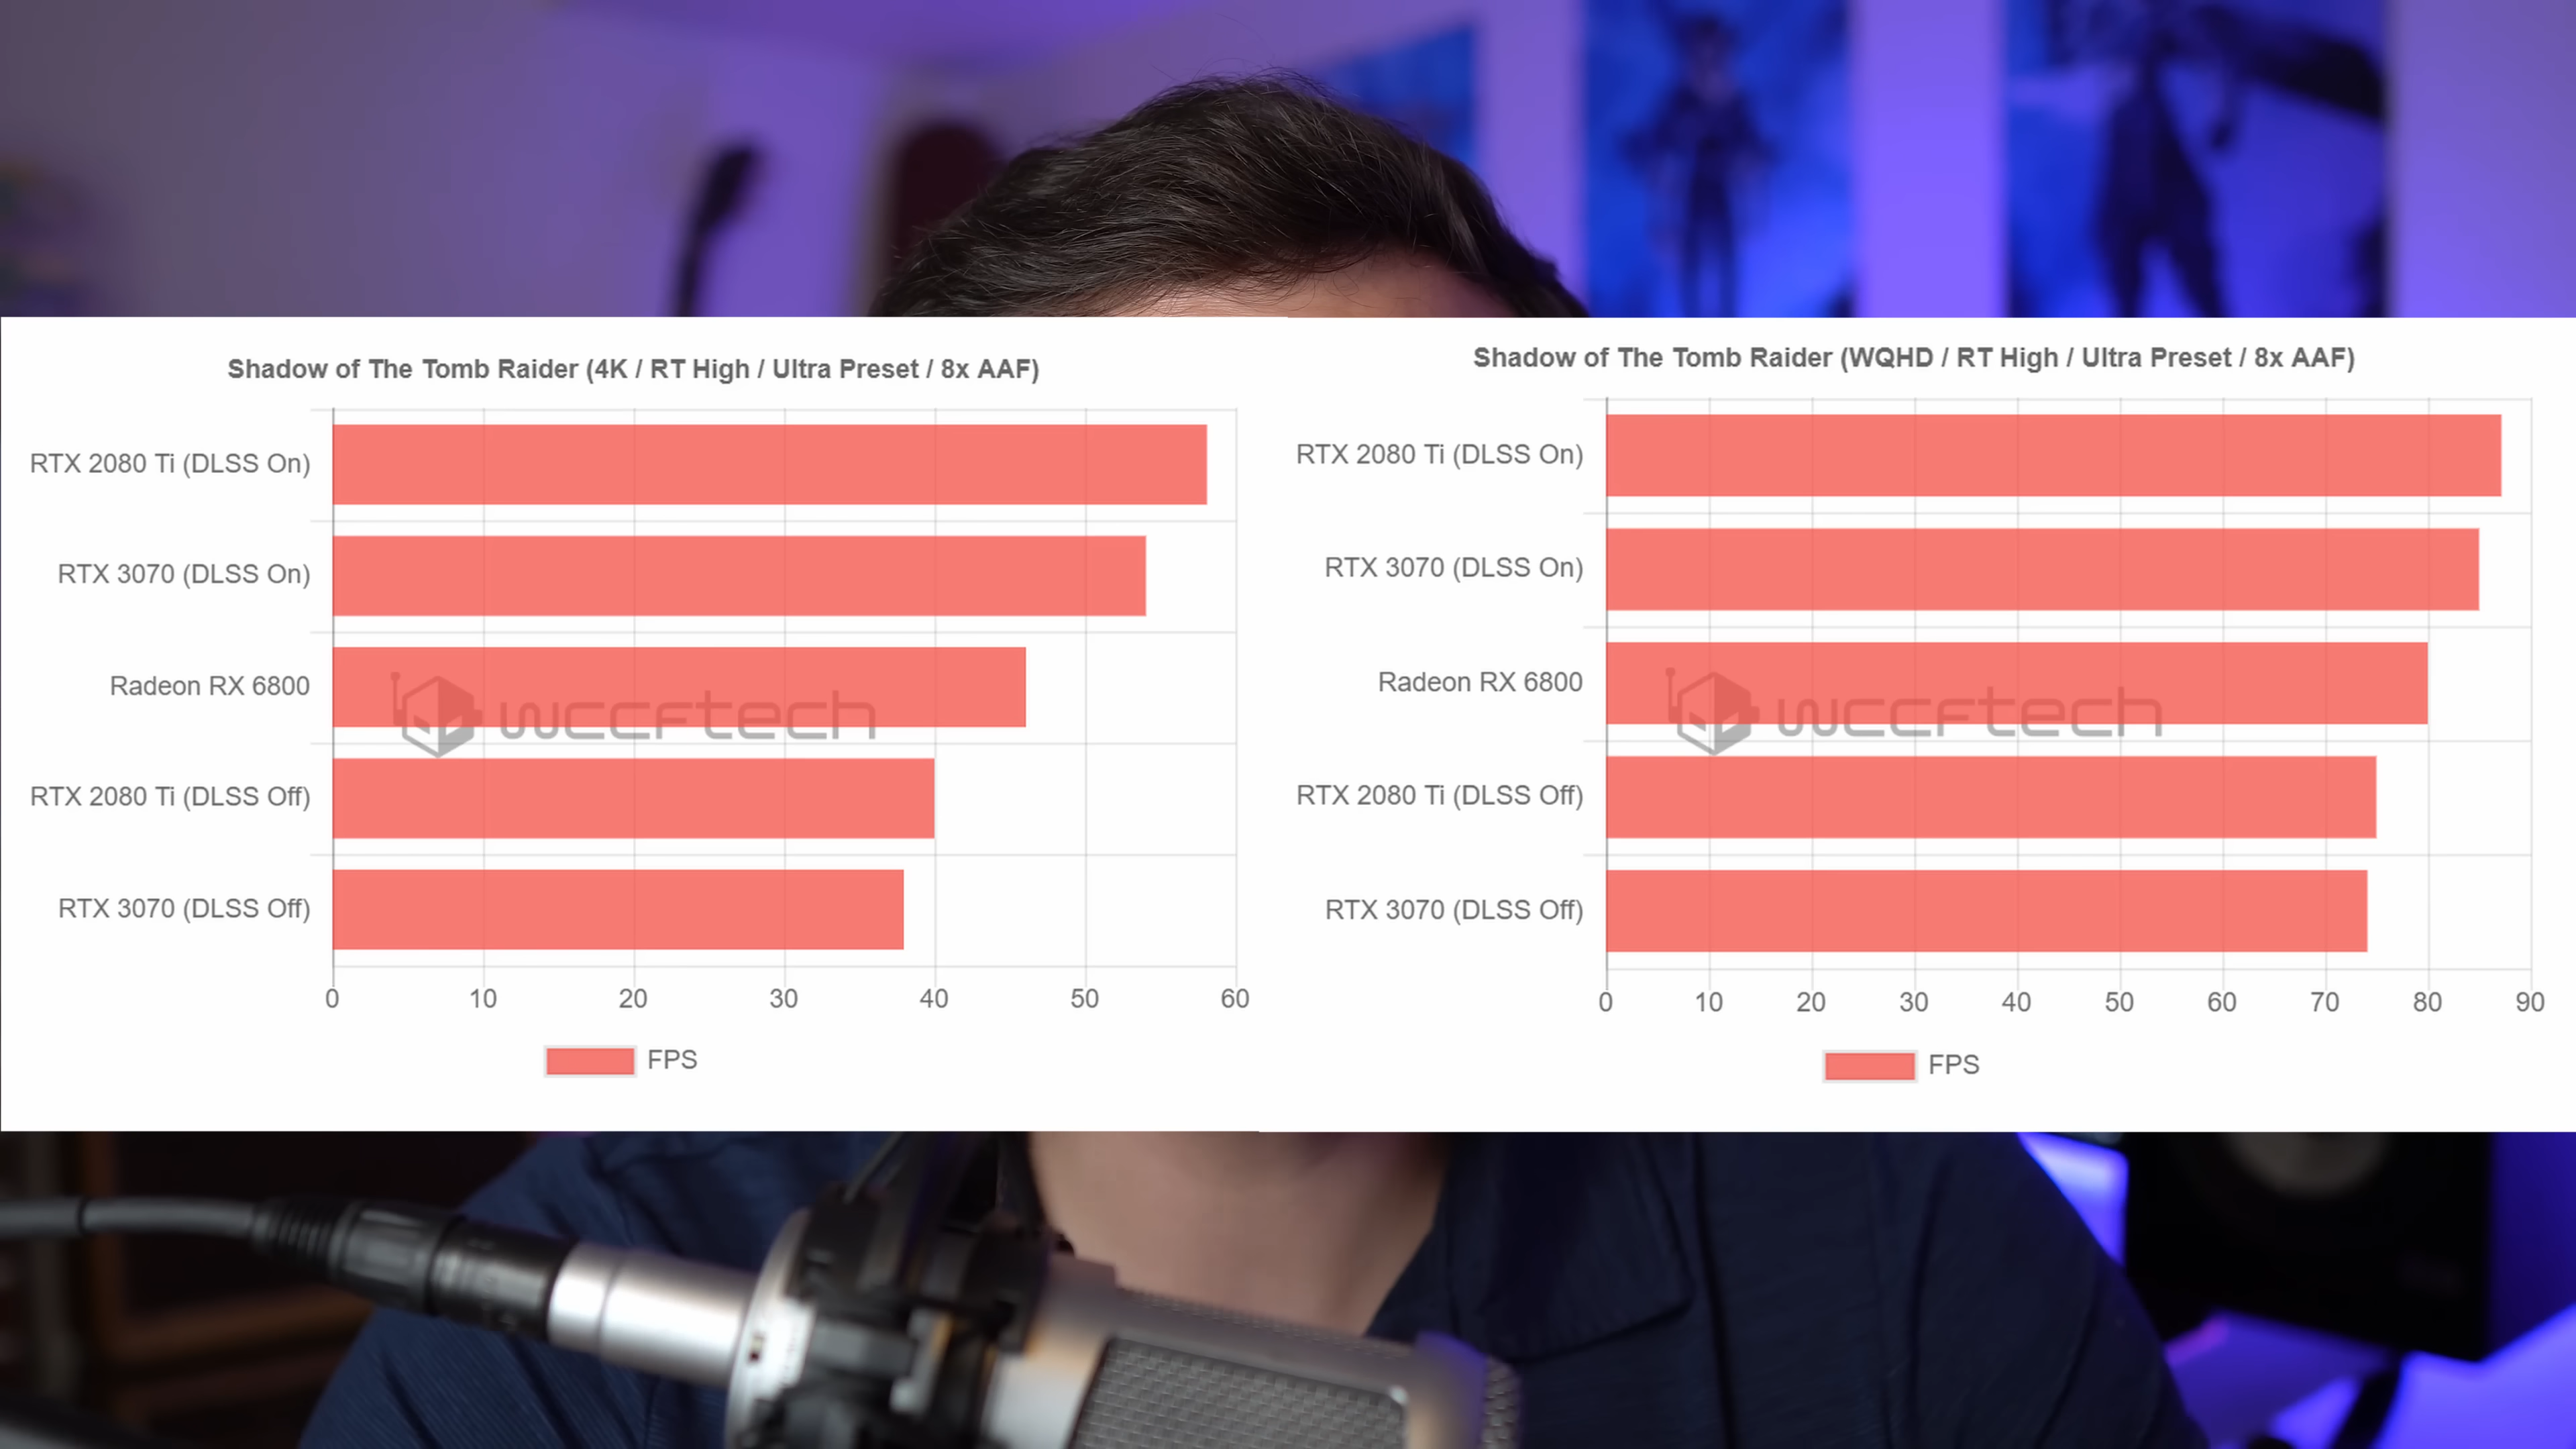 Shadow of The Tomb Raider (4K / RT High / Ultra Preset / 8x AAF)
RTX 2080 Ti (DLSS On)
RTX 3070 (DLSS On)
Radeon RX 6800
wccftech
RTX 2080 Ti (DLSS Off)
RTX 3070 (DLSS Off)
0 10 20 30 40 50 60
FPS
Shadow of The Tomb Raider (WQHD / RT High / Ultra Preset / 8x AAF)
RTX 2080 Ti (DLSS On)
RTX 3070 (DLSS On)
Radeon RX 6800
wccftech
RTX 2080 Ti (DLSS Off)
RTX 3070 (DLSS Off)
0 10 20 30 40 50 60 70 80 90
FPS